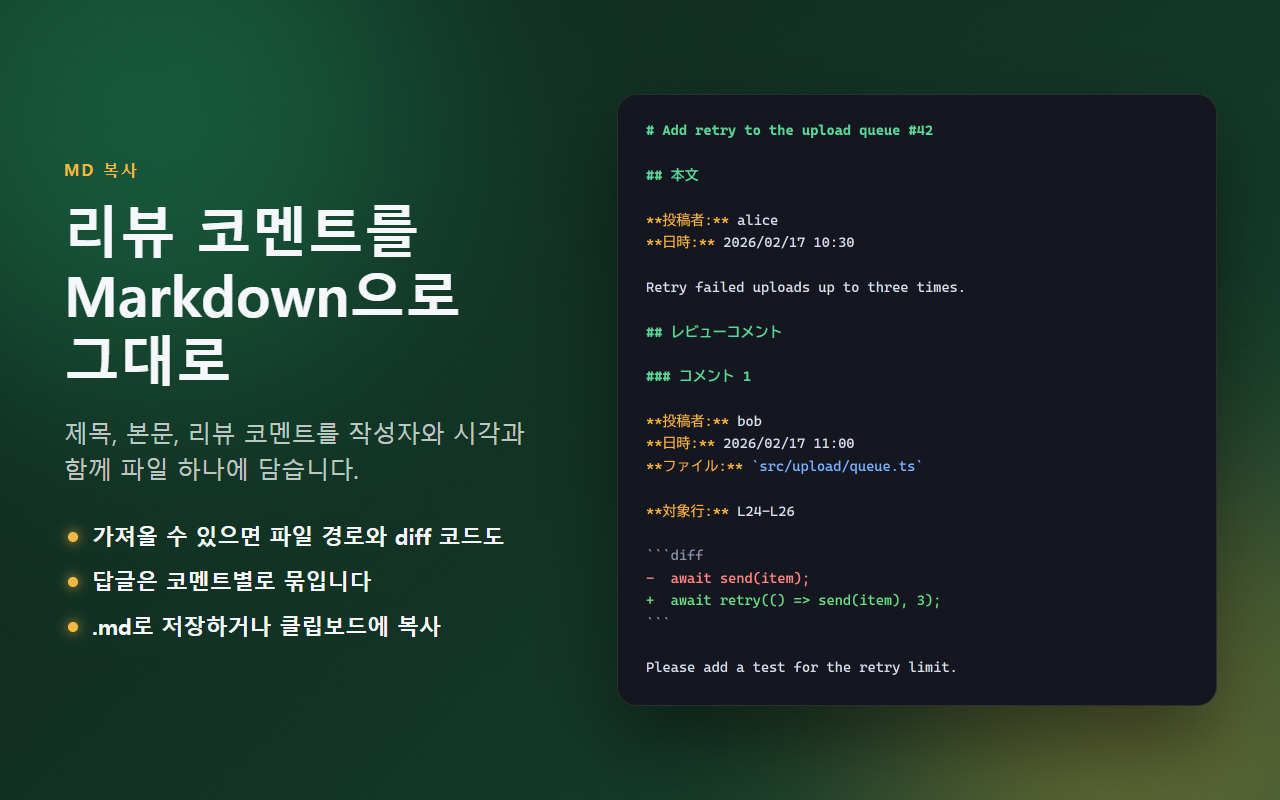 MD 복사
리뷰 코멘트를
Markdown으로
그대로
제목, 본문, 리뷰 코멘트를 작성자와 시각과
함께 파일 하나에 담습니다.
가져올 수 있으면 파일 경로와 diff 코드도
답글은 코멘트별로 묶입니다
.md로 저장하거나 클립보드에 복사
# Add retry to the upload queue #42
## 本文
**投稿者:** alice
**日時:** 2026/02/17 10:30
Retry failed uploads up to three times.
## レビューコメント
### コメント 1
**投稿者:** bob
**日時:** 2026/02/17 11:00
**ファイル:** `src/upload/queue.ts`
**対象行:** L24-L26
```diff
-  await send(item);
+  await retry(() => send(item), 3);
```
Please add a test for the retry limit.